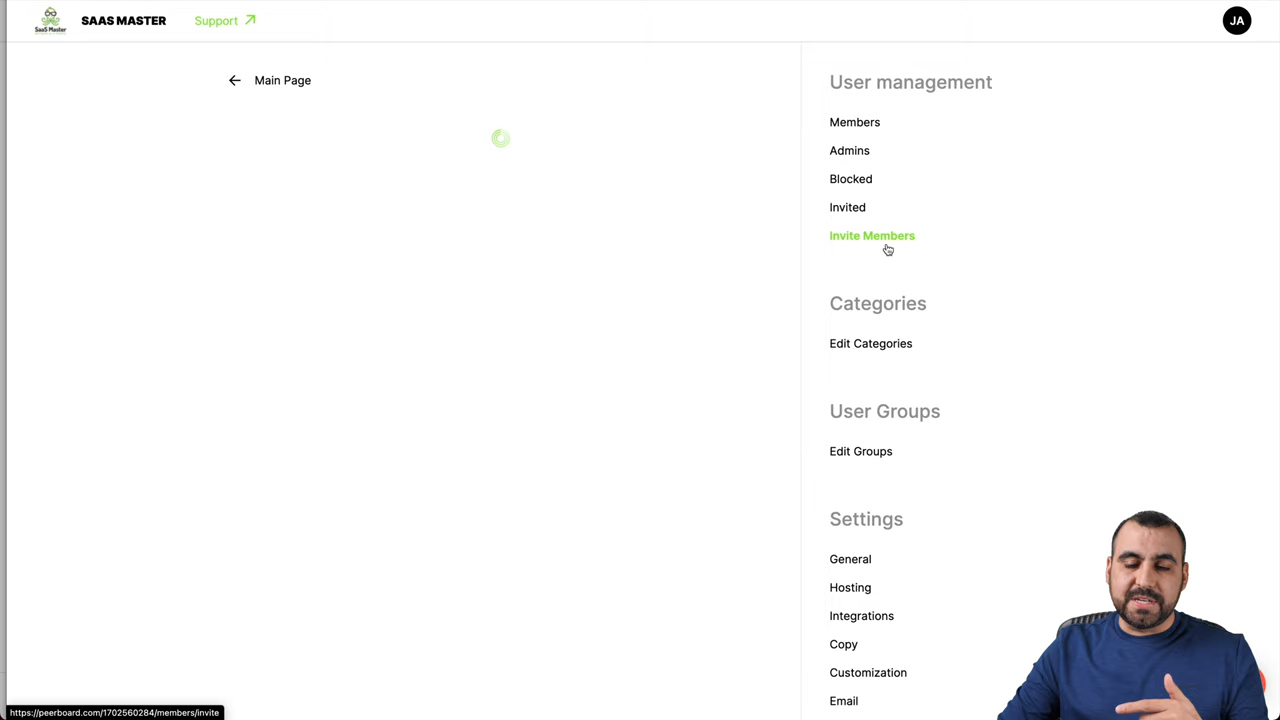 SaaS Master
SAAS MASTER
Support
JA
Main Page
User management
Members
Admins
Blocked
Invited
Invite Members
Categories
Edit Categories
User Groups
Edit Groups
Settings
General
Hosting
Integrations
Copy
Customization
Email
https://peerboard.com/1702560284/members/invite